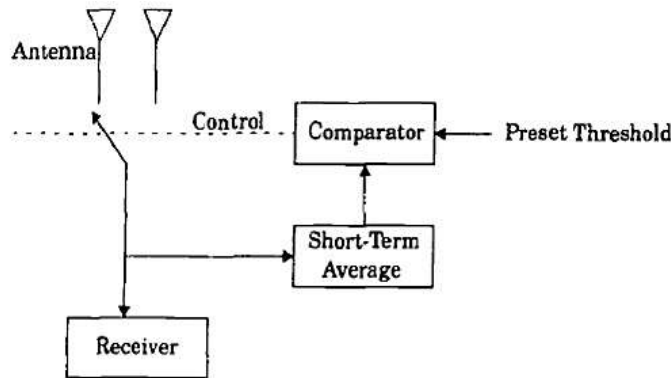 Antenna
Control
Comparator
Preset Threshold
Short-Term
Average
Receiver